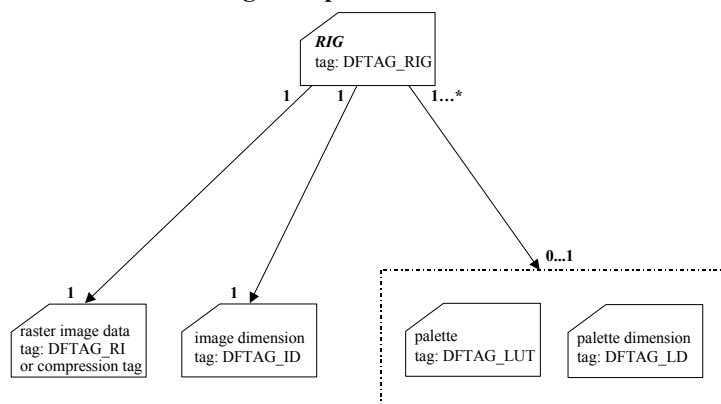 RIG
tag: DFTAG_RIG
1
1
1…*
0...1
1
1
raster image data
tag: DFTAG_RI
or compression tag
image dimension
tag: DFTAG_ID
palette
tag: DFTAG_LUT
palette dimension
tag: DFTAG_LD